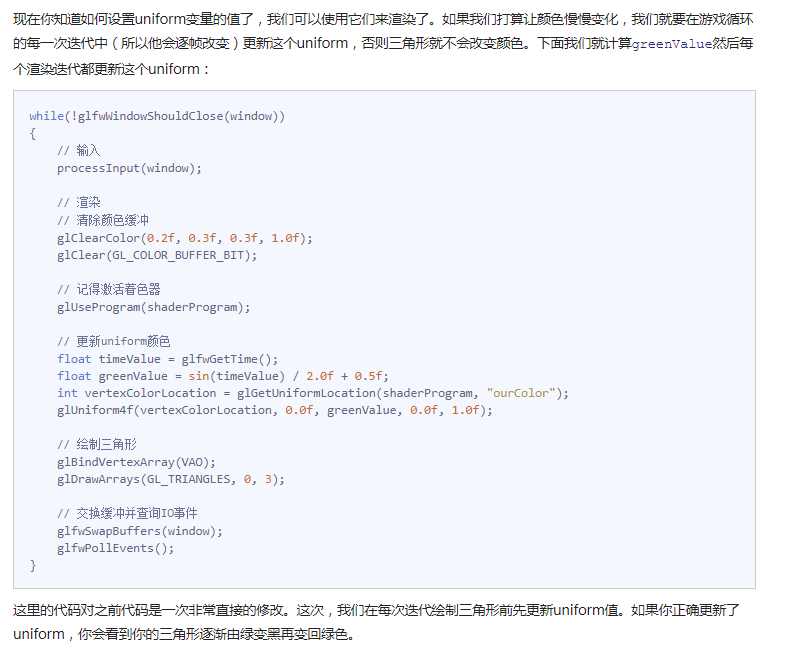 现在你知道如何设置uniform变量的值了，我们可以使用它们来渲染了。如果我们打算让颜色慢慢变化，我们就要在游戏循环
的每一次迭代中（所以他会逐帧改变）更新这个uniform，否则三角形就不会改变颜色。下面我们就计算greenValue然后每
个渲染迭代都更新这个uniform：
while(!glfwWindowShouldClose(window))
{
    // 输入
    processInput(window);
    // 渲染
    // 清除颜色缓冲
    glClearColor(0.2f, 0.3f, 0.3f, 1.0f);
    glClear(GL_COLOR_BUFFER_BIT);
    // 记得激活着色器
    glUseProgram(shaderProgram);
    // 更新uniform颜色
    float timeValue = glfwGetTime();
    float greenValue = sin(timeValue) / 2.0f + 0.5f;
    int vertexColorLocation = glGetUniformLocation(shaderProgram, "ourColor");
    glUniform4f(vertexColorLocation, 0.0f, greenValue, 0.0f, 1.0f);
    // 绘制三角形
    glBindVertexArray(VAO);
    glDrawArrays(GL_TRIANGLES, 0, 3);
    // 交换缓冲并查询IO事件
    glfwSwapBuffers(window);
    glfwPollEvents();
}
这里的代码对之前代码是一次非常直接的修改。这次，我们在每次迭代绘制三角形前先更新uniform值。如果你正确更新了
uniform，你会看到你的三角形逐渐由绿变黑再变回绿色。